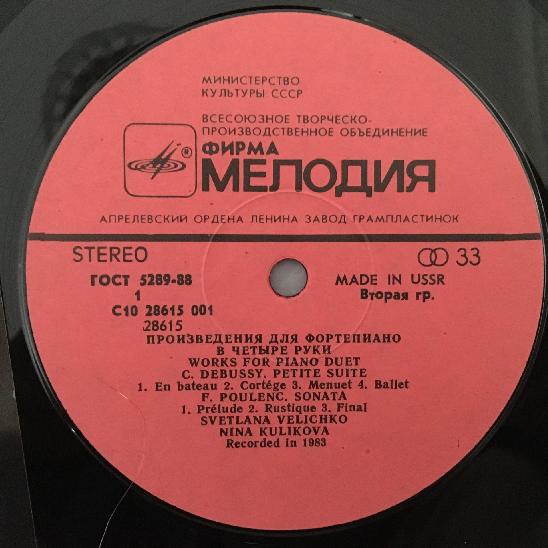 МИНИСТЕРСТВО
КУЛЬТУРЫ СССР
ВСЕСОЮЗНОЕ ТВОРЧЕСКО-
ПРОИЗВОДСТВЕННОЕ ОБЪЕДИНЕНИЕ
ФИРМА
® МЕЛОДИЯ
АПРЕЛЕВСКИЙ ОРДЕНА ЛЕНИНА ЗАВОД ГРАМПЛАСТИНОК
STEREO 33
ГОСТ 5289-88 MADE IN USSR
1 Вторая гр.
С10 28615 001
28615
ПРОИЗВЕДЕНИЯ ДЛЯ ФОРТЕПИАНО
В ЧЕТЫРЕ РУКИ
WORKS FOR PIANO DUET
C. DEBUSSY. PETITE SUITE
1. En bateau 2. Cortége 3. Menuet 4. Ballet
F. POULENC. SONATA
1. Prélude 2. Rustique 3. Final
SVETLANA VELICHKO
NINA KULIKOVA
Recorded in 1983